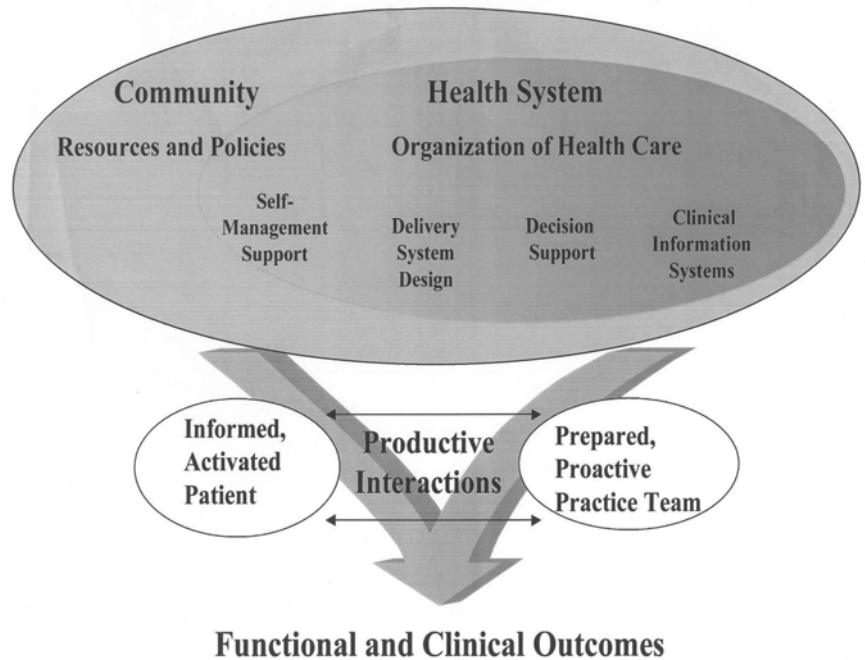 Community
Health System
Resources and Policies
Organization of Health Care
Self-
Management
Support
Delivery
System
Design
Decision
Support
Clinical
Information
Systems
Informed,
Activated
Patient
Productive
Interactions
Prepared,
Proactive
Practice Team
Functional and Clinical Outcomes